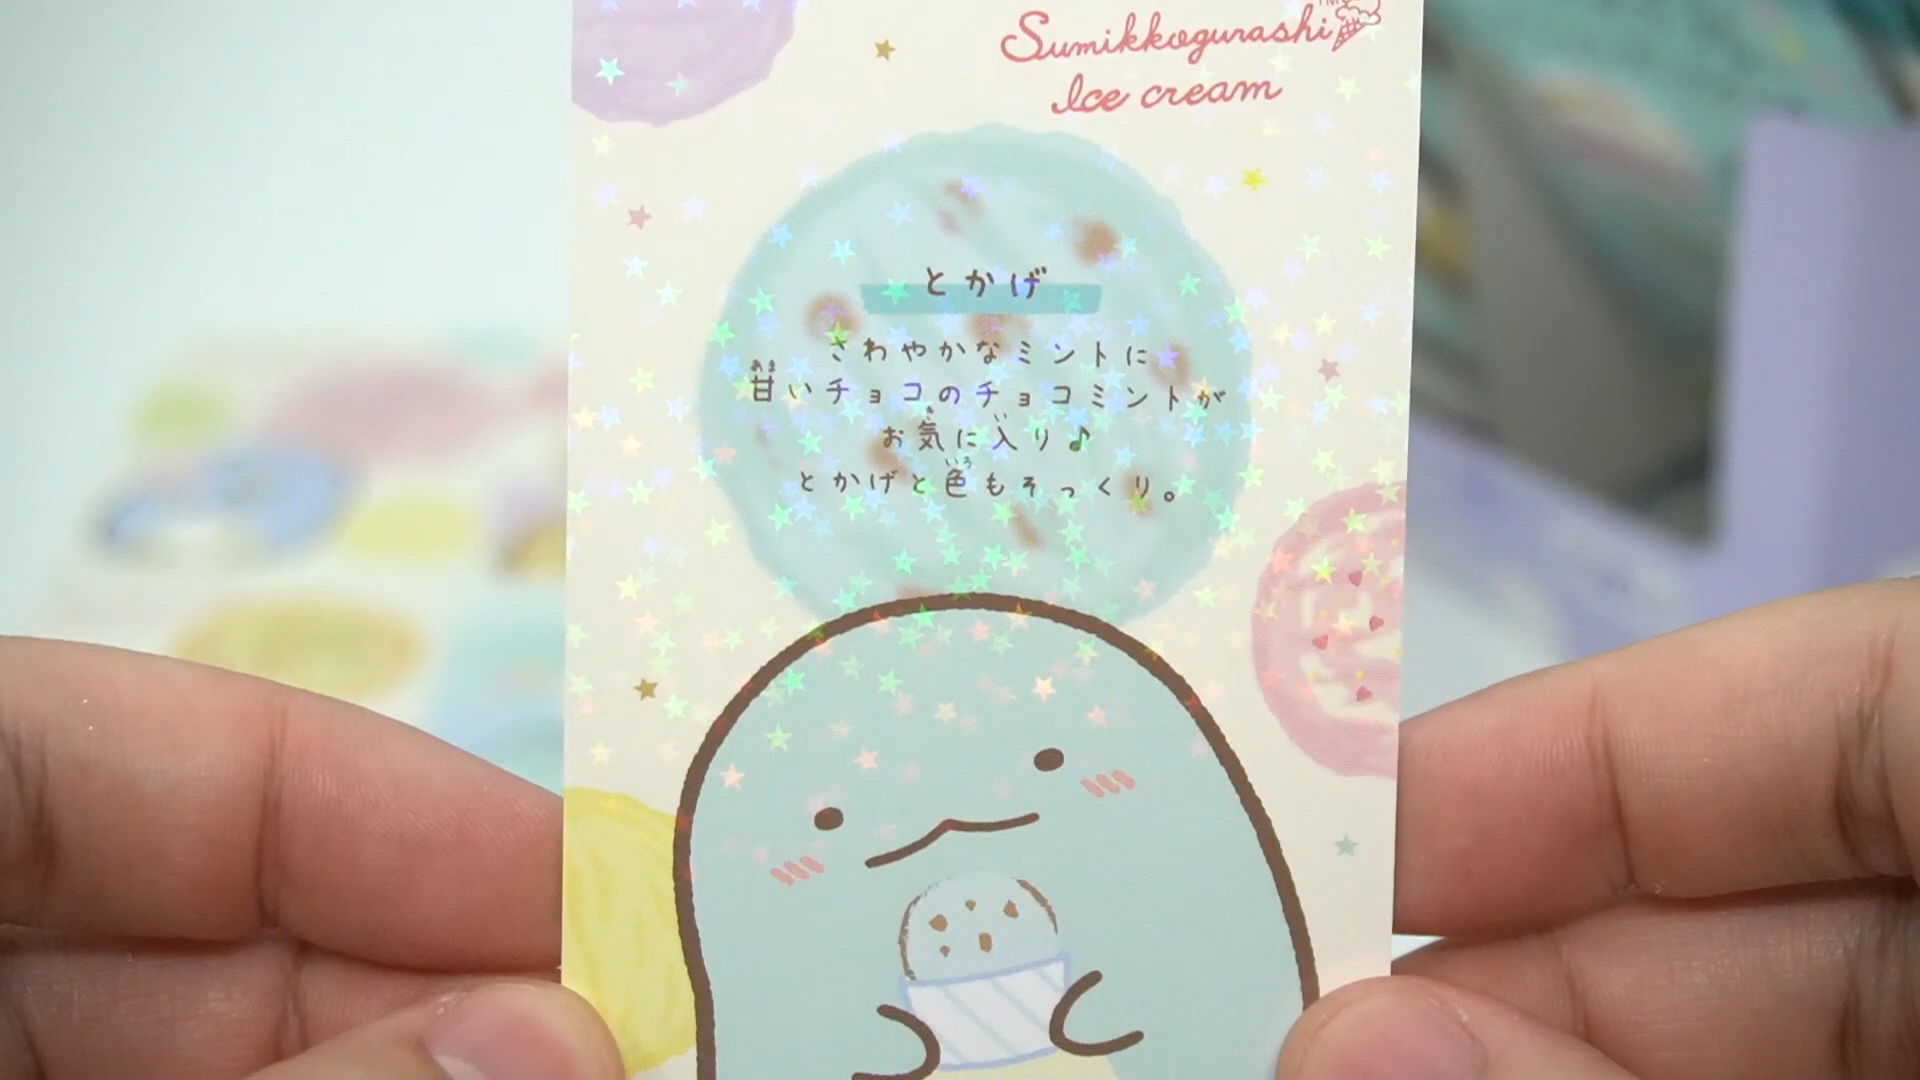 Sumikkogurashi
Ice cream
とかげ
さわやかなミントに
甘いチョコのチョコミントが
お気に入り♪
とかげと色もそっくり。